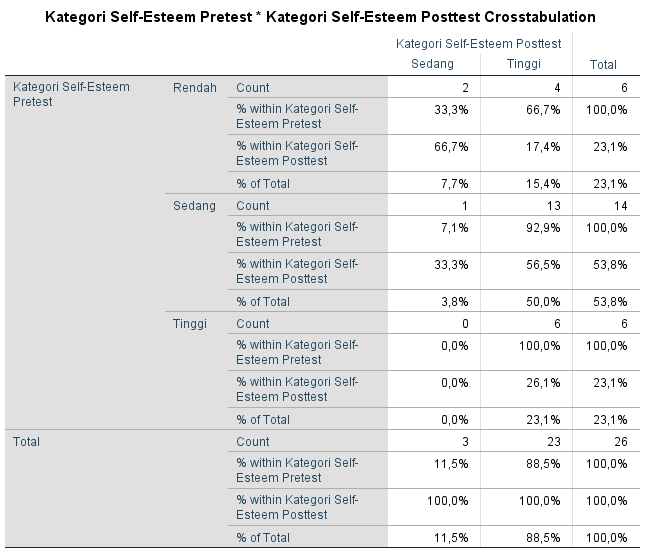 Kategori Self-Esteem Pretest * Kategori Self-Esteem Posttest Crosstabulation
Kategori Self-Esteem Posttest
Sedang Tinggi Total
Kategori Self-Esteem Pretest Rendah Count 2 4 6
% within Kategori Self-Esteem Pretest 33,3% 66,7% 100,0%
% within Kategori Self-Esteem Posttest 66,7% 17,4% 23,1%
% of Total 7,7% 15,4% 23,1%
Sedang Count 1 13 14
% within Kategori Self-Esteem Pretest 7,1% 92,9% 100,0%
% within Kategori Self-Esteem Posttest 33,3% 56,5% 53,8%
% of Total 3,8% 50,0% 53,8%
Tinggi Count 0 6 6
% within Kategori Self-Esteem Pretest 0,0% 100,0% 100,0%
% within Kategori Self-Esteem Posttest 0,0% 26,1% 23,1%
% of Total 0,0% 23,1% 23,1%
Total Count 3 23 26
% within Kategori Self-Esteem Pretest 11,5% 88,5% 100,0%
% within Kategori Self-Esteem Posttest 100,0% 100,0% 100,0%
% of Total 11,5% 88,5% 100,0%